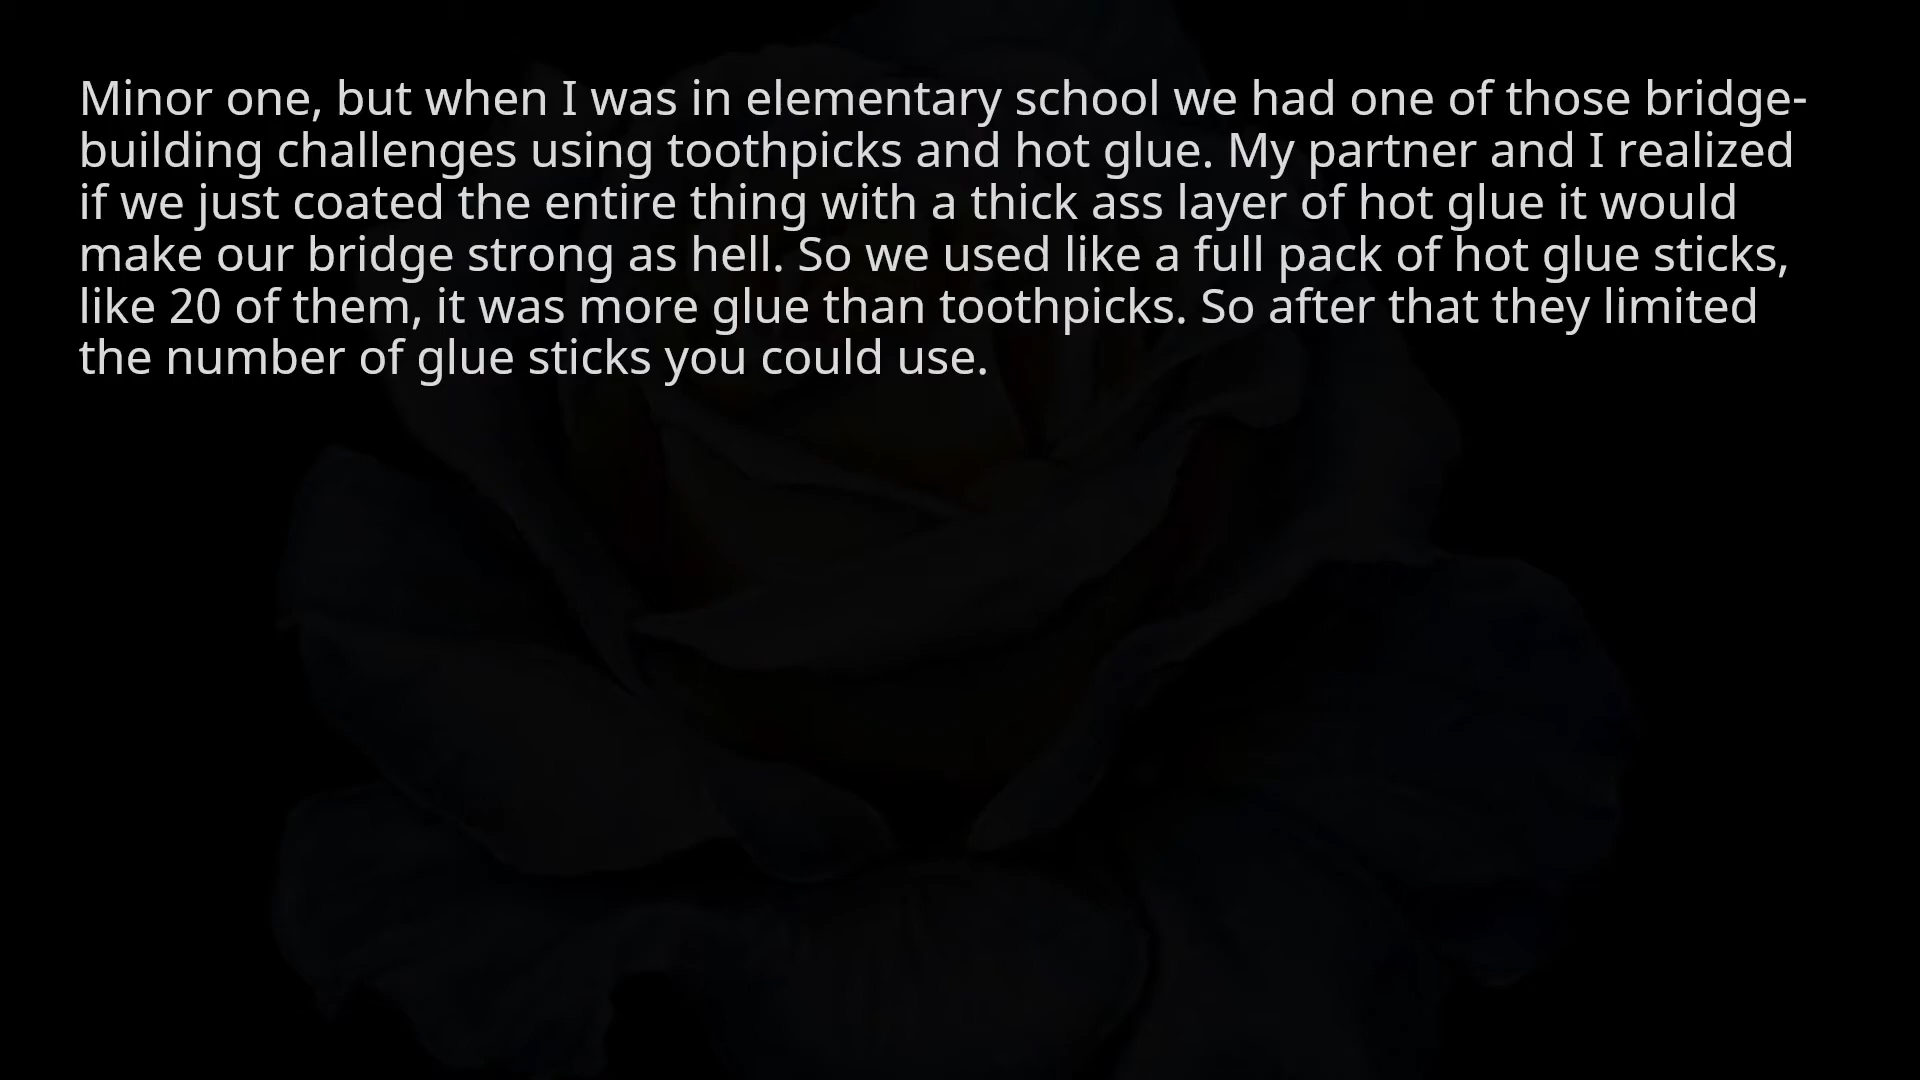 Minor one, but when I was in elementary school we had one of those bridge-
building challenges using toothpicks and hot glue. My partner and I realized
if we just coated the entire thing with a thick ass layer of hot glue it would
make our bridge strong as hell. So we used like a full pack of hot glue sticks,
like 20 of them, it was more glue than toothpicks. So after that they limited
the number of glue sticks you could use.